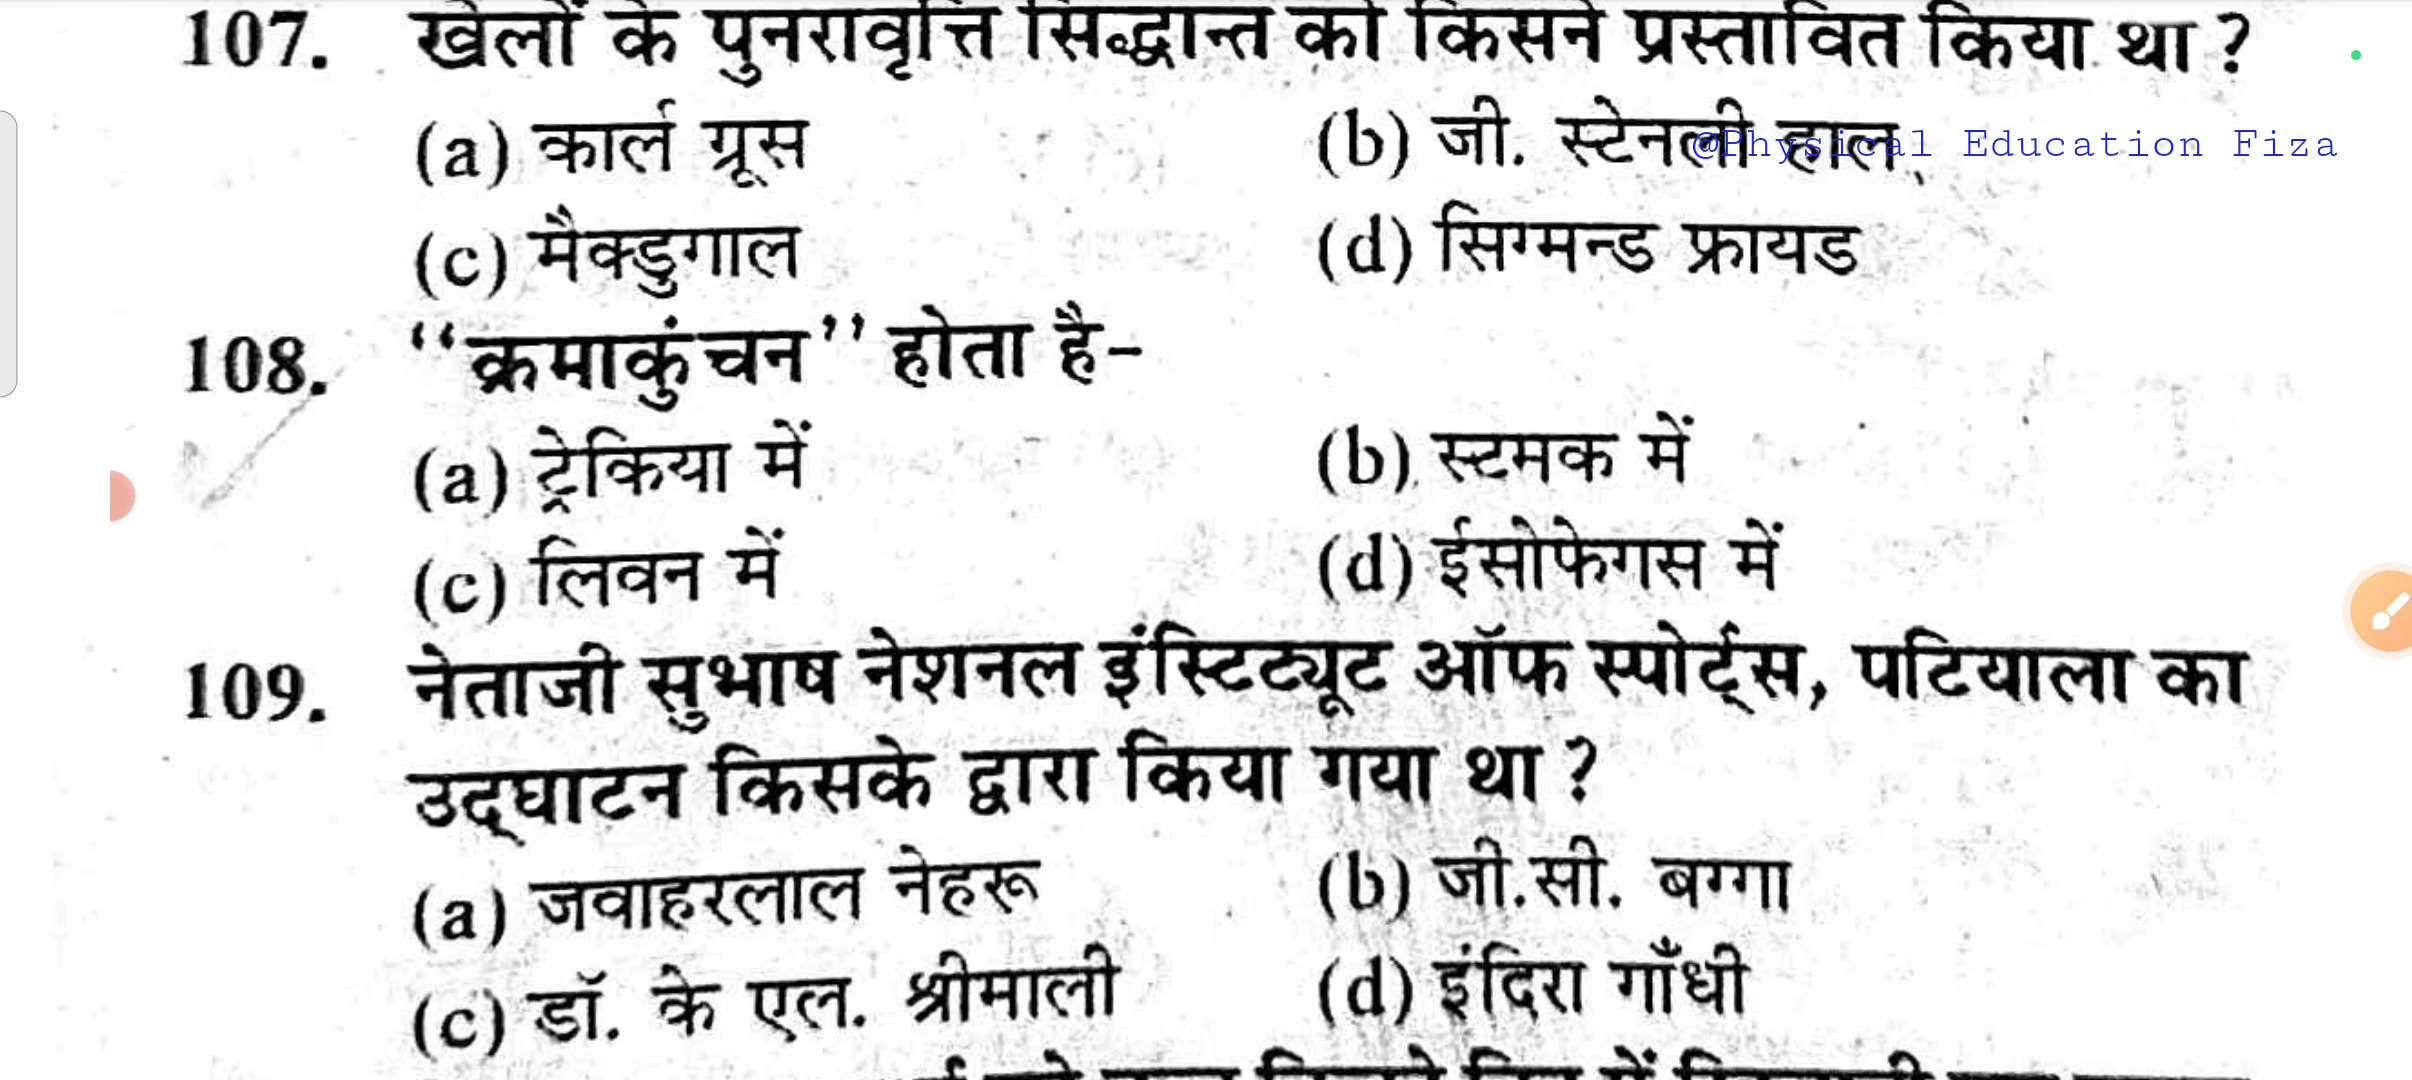 107. खेलों के पुनरावृत्ति सिद्धान्त को किसने प्रस्तावित किया था ?
(a) कार्ल ग्रूस (b) जी. स्टेनली हाल
@Physical Education Fiza
(c) मैक्डुगाल (d) सिग्मन्ड फ्रायड
108. ‘‘क्रमाकुंचन’’ होता है-
(a) ट्रेकिया में (b) स्टमक में
(c) लिवन में (d) ईसोफेगस में
109. नेताजी सुभाष नेशनल इंस्टिट्यूट ऑफ स्पोर्ट्स, पटियाला का
उद्घाटन किसके द्वारा किया गया था ?
(a) जवाहरलाल नेहरू (b) जी.सी. बग्गा
(c) डॉ. के एल. श्रीमाली (d) इंदिरा गाँधी